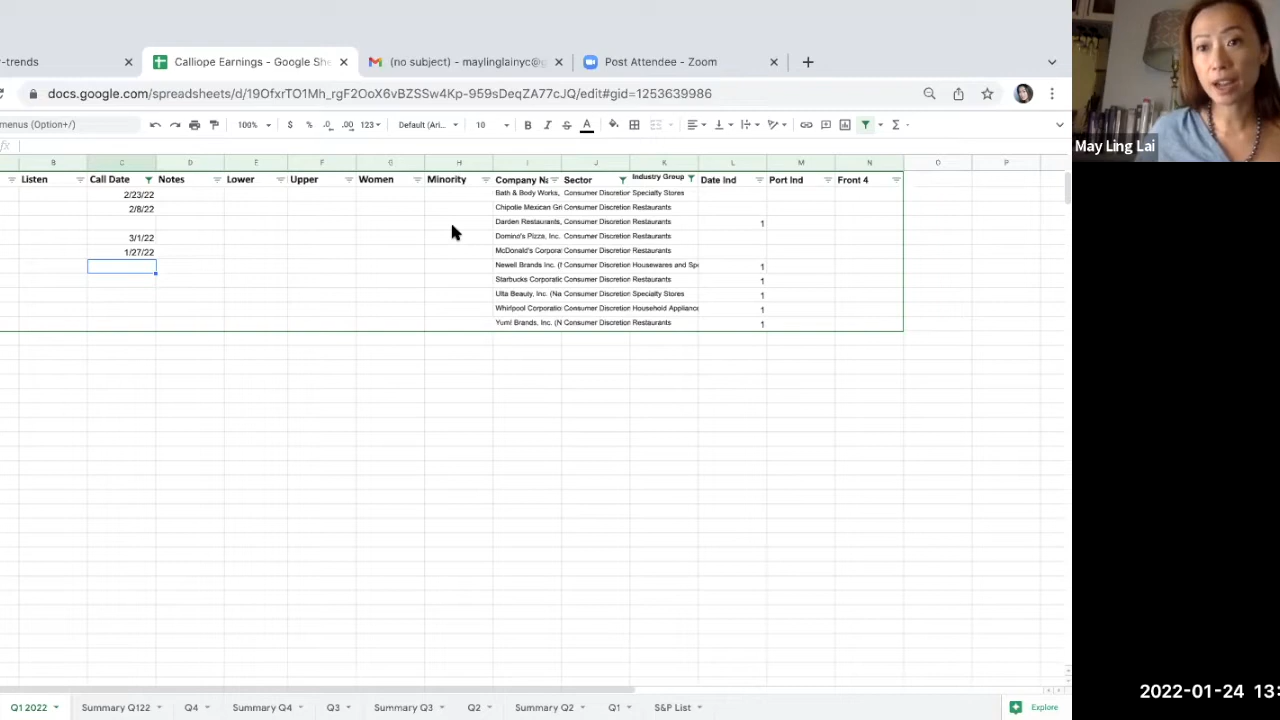 r-trends
Calliope Earnings - Google She
(no subject) - maylinglainyc@g
Post Attendee - Zoom
docs.google.com/spreadsheets/d/19OfxrTO1Mh_rgF2OoX6vBZSSw4Kp-959sDcqZA77cJQ/edit#gid=1253639986
menus (Option+/)
100%
$ % .0 .00 123
Default (Ari...
10
B I S A
fx
B C D E F G H I J K L M N O P
Listen Call Date Notes Lower Upper Women Minority Company Na Sector Industry Group Date Ind Port Ind Front 4
2/23/22 Bath & Body Works, Consumer Discretion Specialty Stores
2/8/22 Chipotle Mexican Gri Consumer Discretion Restaurants
Darden Restaurants, Consumer Discretion Restaurants 1
3/1/22 Domino's Pizza, Inc. Consumer Discretion Restaurants
1/27/22 McDonald's Corpora Consumer Discretion Restaurants
Newell Brands Inc. (N Consumer Discretion Housewares and Spe 1
Starbucks Corporatic Consumer Discretion Restaurants 1
Ulta Beauty, Inc. (Na Consumer Discretion Specialty Stores 1
Whirlpool Corporatio Consumer Discretion Household Appliance 1
Yum! Brands, Inc. (N Consumer Discretion Restaurants 1
Q1 2022 Summary Q122 Q4 Summary Q4 Q3 Summary Q3 Q2 Summary Q2 Q1 S&P List
Explore
May Ling Lai
2022-01-24 13: